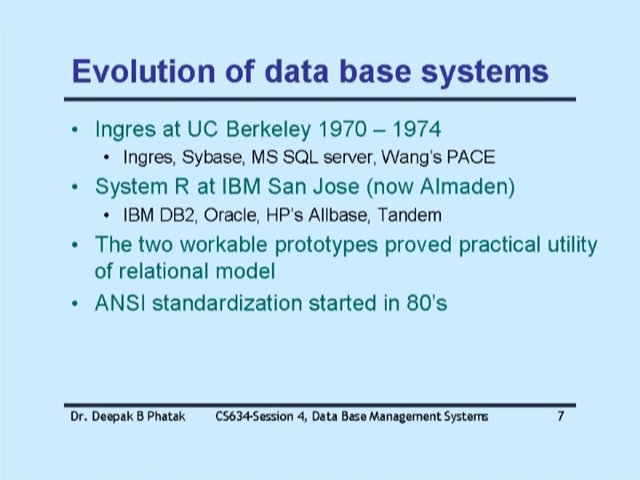 Evolution of data base systems
• Ingres at UC Berkeley 1970 – 1974
• Ingres, Sybase, MS SQL server, Wang's PACE
• System R at IBM San Jose (now Almaden)
• IBM DB2, Oracle, HP's Allbase, Tandem
• The two workable prototypes proved practical utility
of relational model
• ANSI standardization started in 80's
Dr. Deepak B Phatak CS634-Session 4, Data Base Management Systems 7